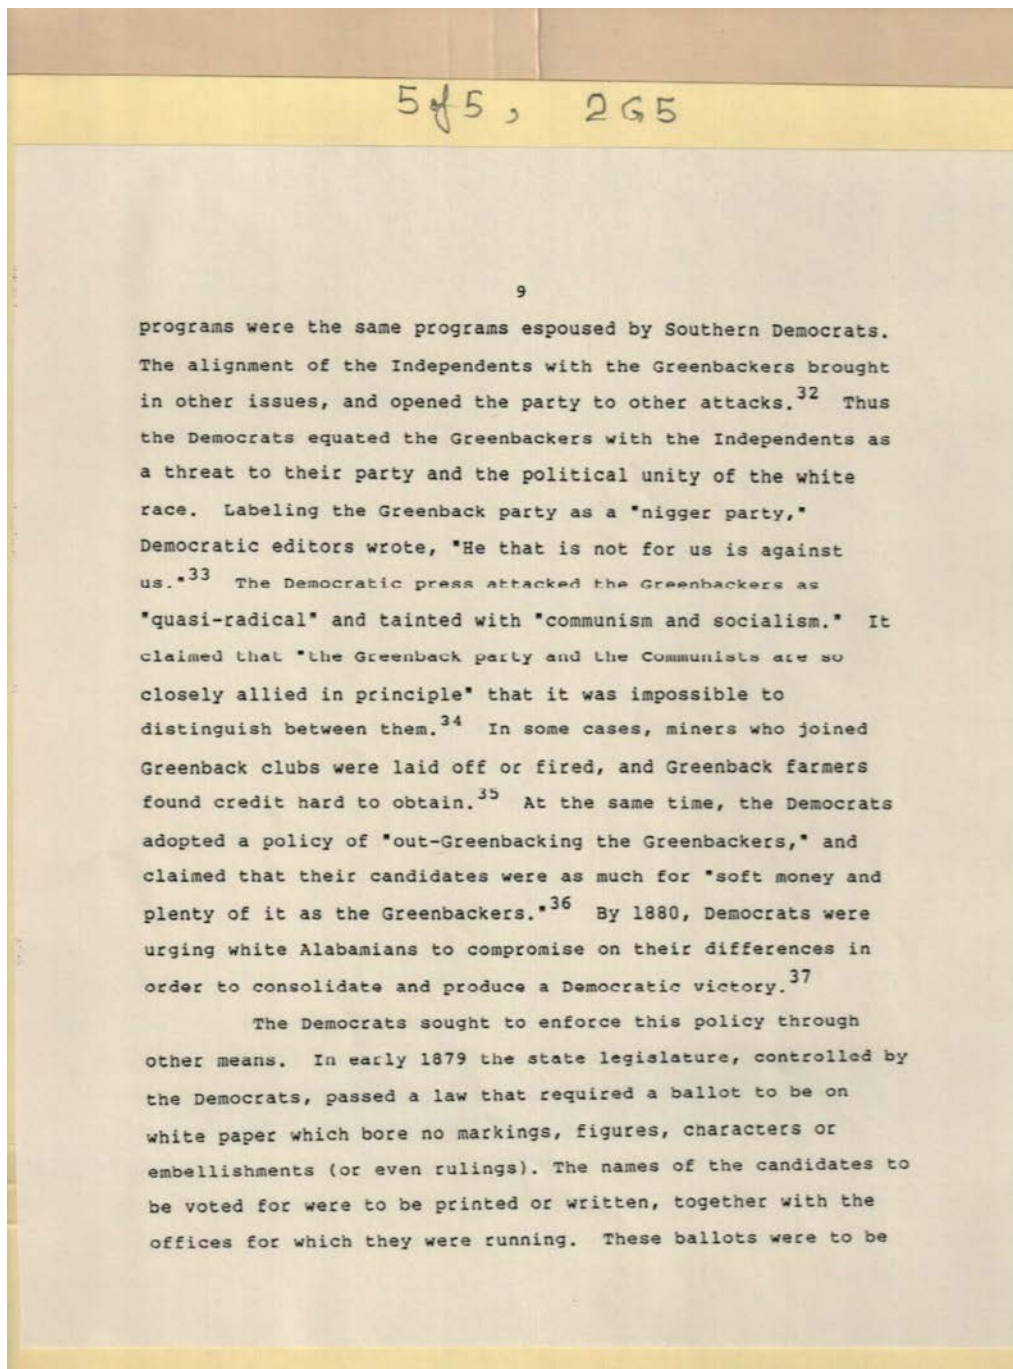 5 of 5, 2G5
9
programs were the same programs espoused by Southern Democrats.
The alignment of the Independents with the Greenbackers brought
in other issues, and opened the party to other attacks.32 Thus
the Democrats equated the Greenbackers with the Independents as
a threat to their party and the political unity of the white
race. Labeling the Greenback party as a "nigger party,"
Democratic editors wrote, "He that is not for us is against
us."33 The Democratic press attacked the Greenbackers as
"quasi-radical" and tainted with "communism and socialism." It
claimed that "the Greenback party and the Communists are so
closely allied in principle" that it was impossible to
distinguish between them.34 In some cases, miners who joined
Greenback clubs were laid off or fired, and Greenback farmers
found credit hard to obtain.35 At the same time, the Democrats
adopted a policy of "out-Greenbacking the Greenbackers," and
claimed that their candidates were as much for "soft money and
plenty of it as the Greenbackers."36 By 1880, Democrats were
urging white Alabamians to compromise on their differences in
order to consolidate and produce a Democratic victory.37
The Democrats sought to enforce this policy through
other means. In early 1879 the state legislature, controlled by
the Democrats, passed a law that required a ballot to be on
white paper which bore no markings, figures, characters or
embellishments (or even rulings). The names of the candidates to
be voted for were to be printed or written, together with the
offices for which they were running. These ballots were to be